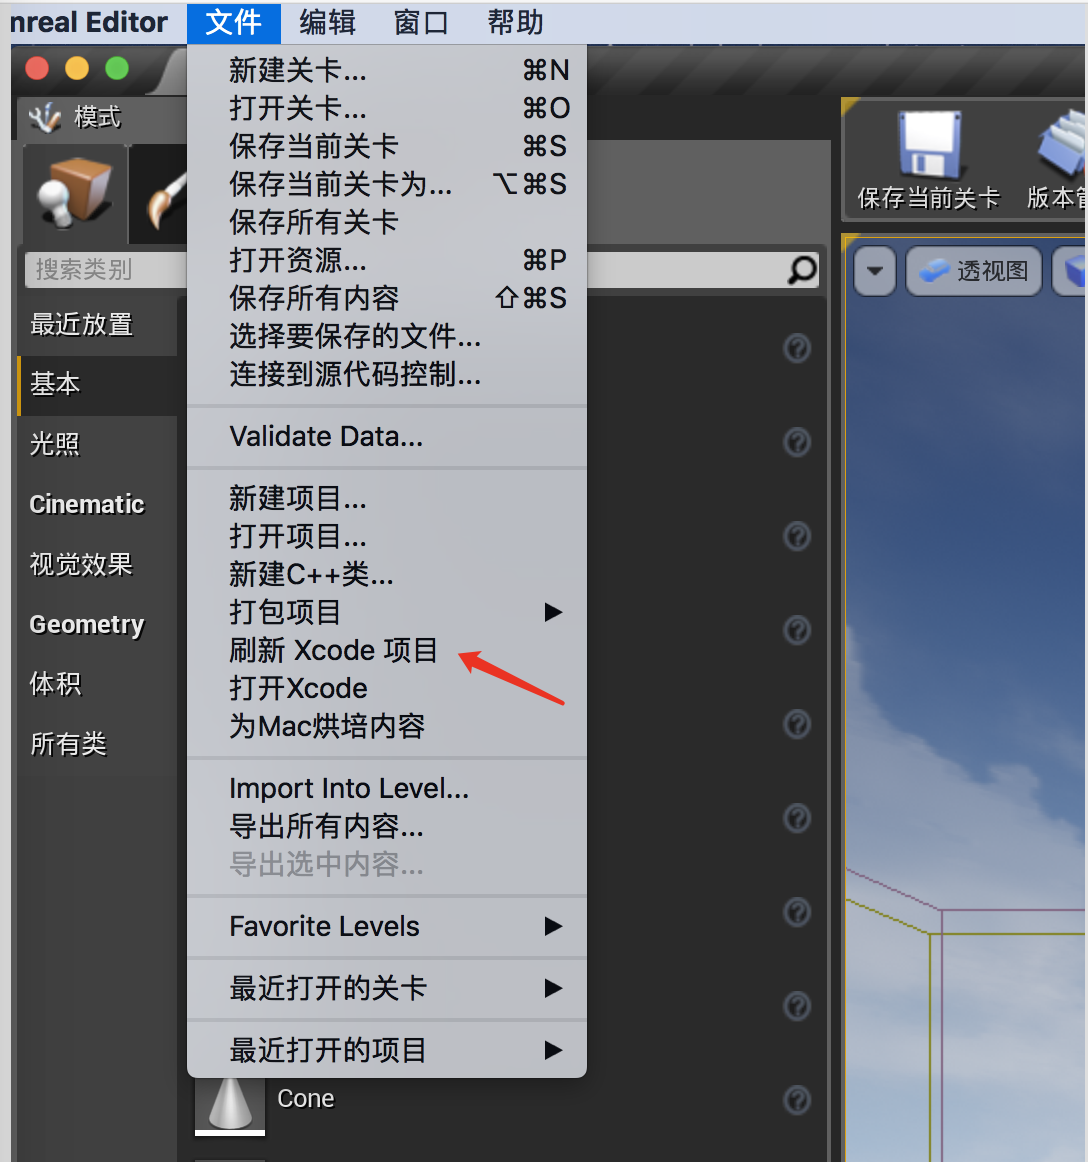 nreal Editor 文件 编辑 窗口 帮助
新建关卡... ⌘N
打开关卡... ⌘O
保存当前关卡 ⌘S
保存当前关卡为... ⌥⌘S
保存所有关卡
打开资源... ⌘P
保存所有内容 ⇧⌘S
选择要保存的文件...
连接到源代码控制...
Validate Data...
新建项目...
打开项目...
新建C++类...
打包项目
刷新 Xcode 项目
打开Xcode
为Mac烘培内容
Import Into Level...
导出所有内容...
导出选中内容...
Favorite Levels
最近打开的关卡
最近打开的项目
模式
搜索类别
最近放置
基本
光照
Cinematic
视觉效果
Geometry
体积
所有类
Cone
保存当前关卡
版本管
透视图